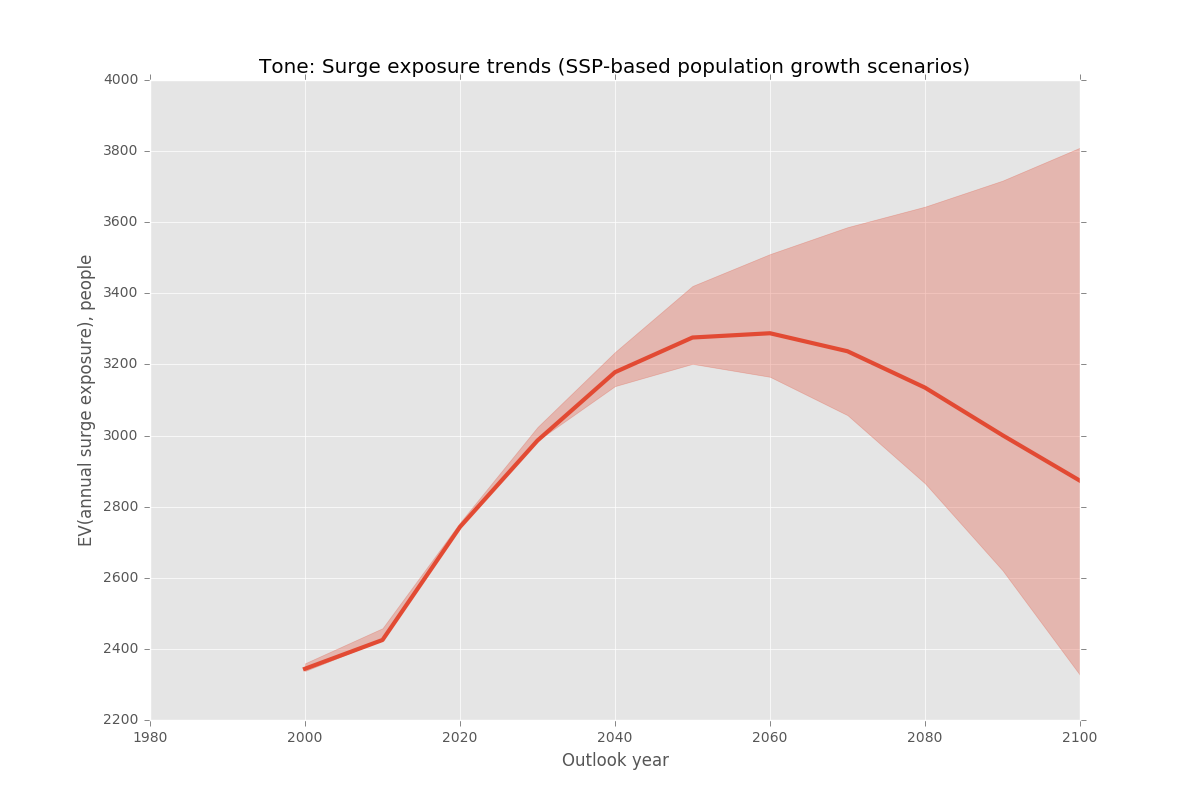 Tone: Surge exposure trends (SSP-based population growth scenarios)
4000
3800
3600
3400
3200
3000
2800
2600
2400
2200
EV(annual surge exposure), people
1980 2000 2020 2040 2060 2080 2100
Outlook year